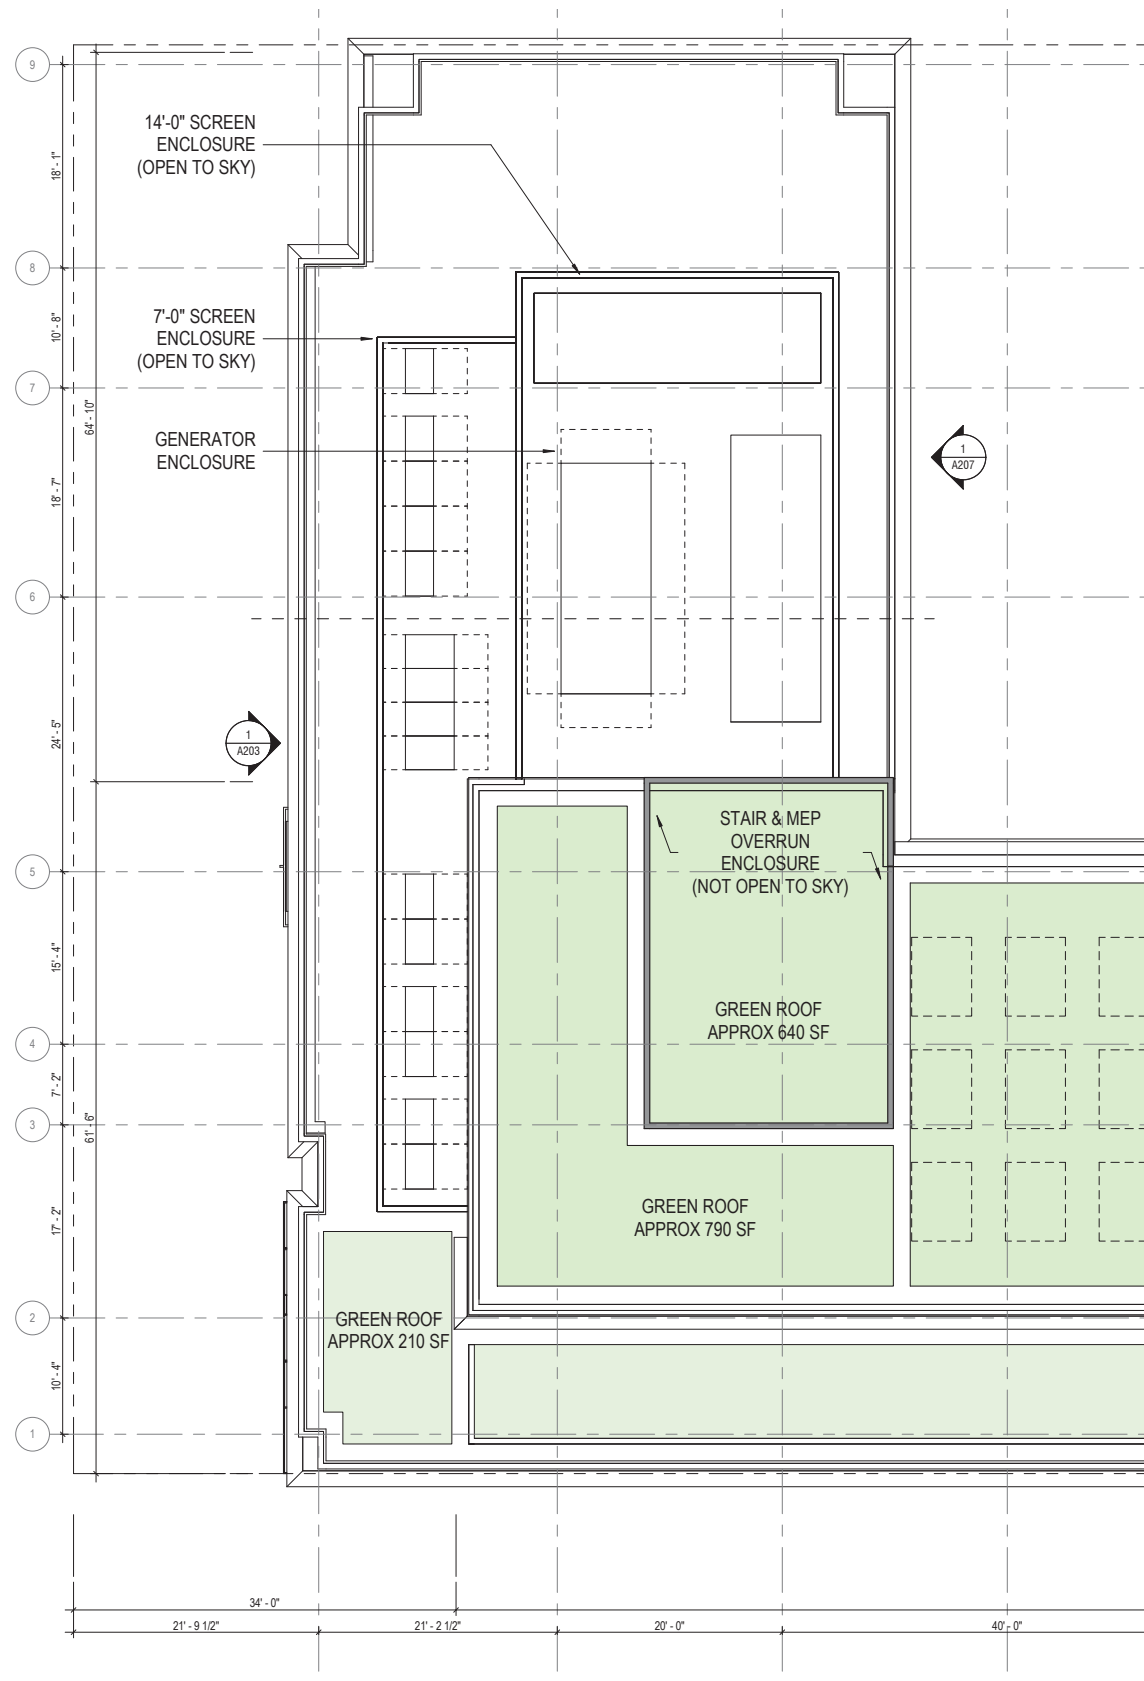 9
14'-0" SCREEN
ENCLOSURE
(OPEN TO SKY)
18' - 1"
8
7'-0" SCREEN
ENCLOSURE
(OPEN TO SKY)
10' - 8"
7
64' - 10"
GENERATOR
ENCLOSURE
1
A207
18' - 7"
6
24' - 5"
1
A203
STAIR & MEP
OVERRUN
ENCLOSURE
(NOT OPEN TO SKY)
5
15' - 4"
GREEN ROOF
APPROX 640 SF
4
7' - 2"
3
61' - 6"
GREEN ROOF
APPROX 790 SF
17' - 2"
2
GREEN ROOF
APPROX 210 SF
10' - 4"
1
34' - 0"
21' - 9 1/2"
21' - 2 1/2"
20' - 0"
40' - 0"